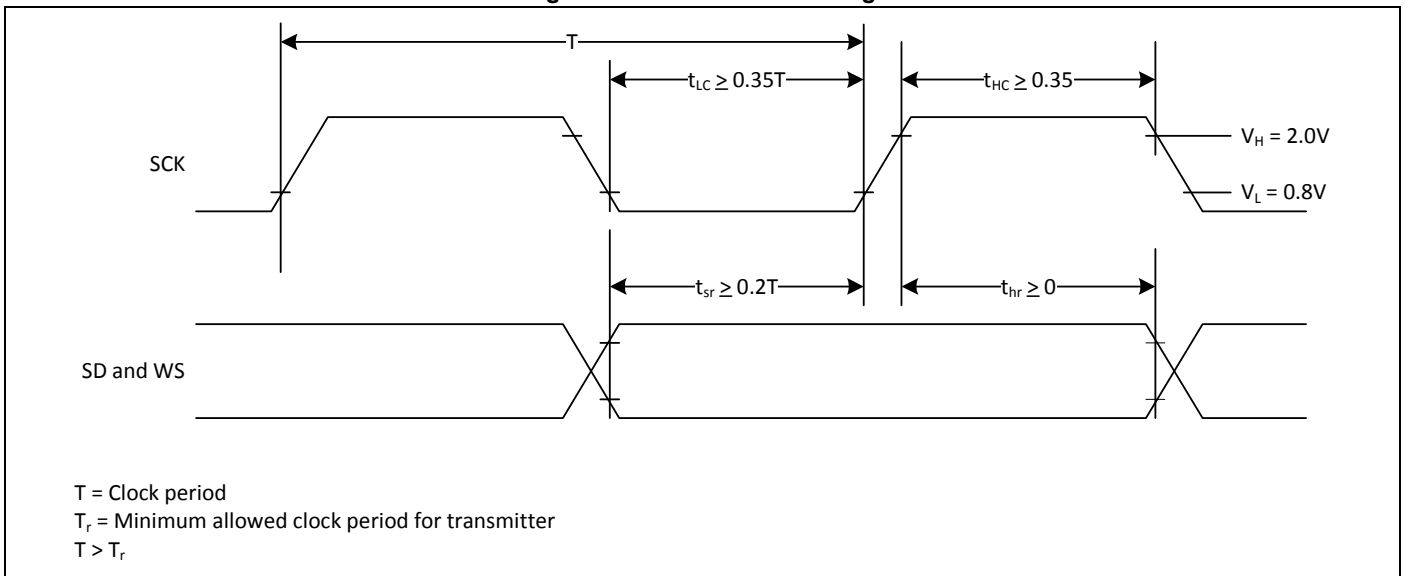 T
t_LC ≥ 0.35T
t_HC ≥ 0.35
V_H = 2.0V
SCK
V_L = 0.8V
t_sr ≥ 0.2T
t_hr ≥ 0
SD and WS
T = Clock period
T_r = Minimum allowed clock period for transmitter
T > T_r